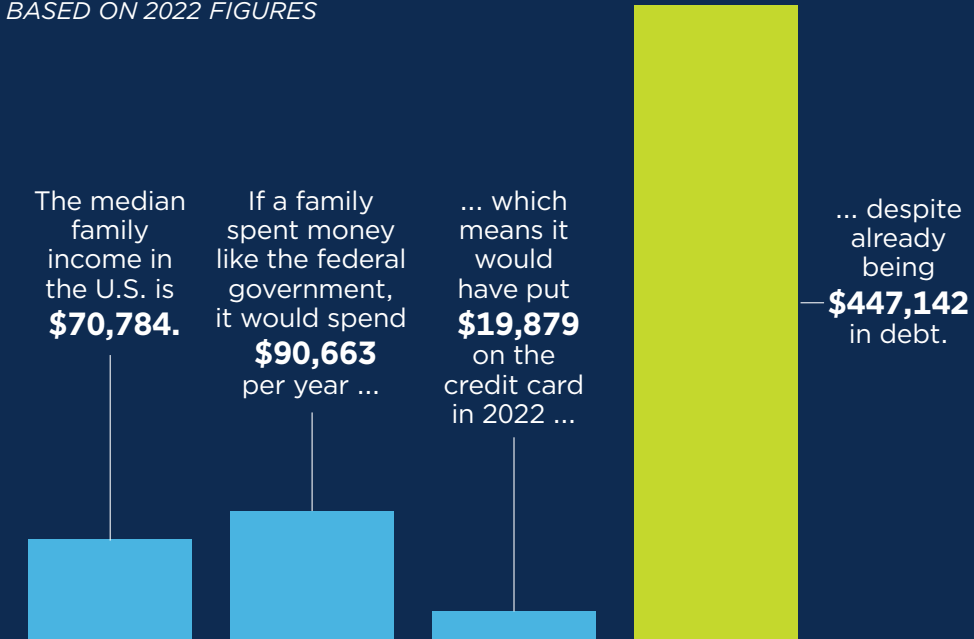 BASED ON 2022 FIGURES
The median
family
income in
the U.S. is
$70,784.
If a family
spent money
like the federal
government,
it would spend
$90,663
per year ...
... which
means it
would
have put
$19,879
on the
credit card
in 2022 ...
... despite
already
being
$447,142
in debt.